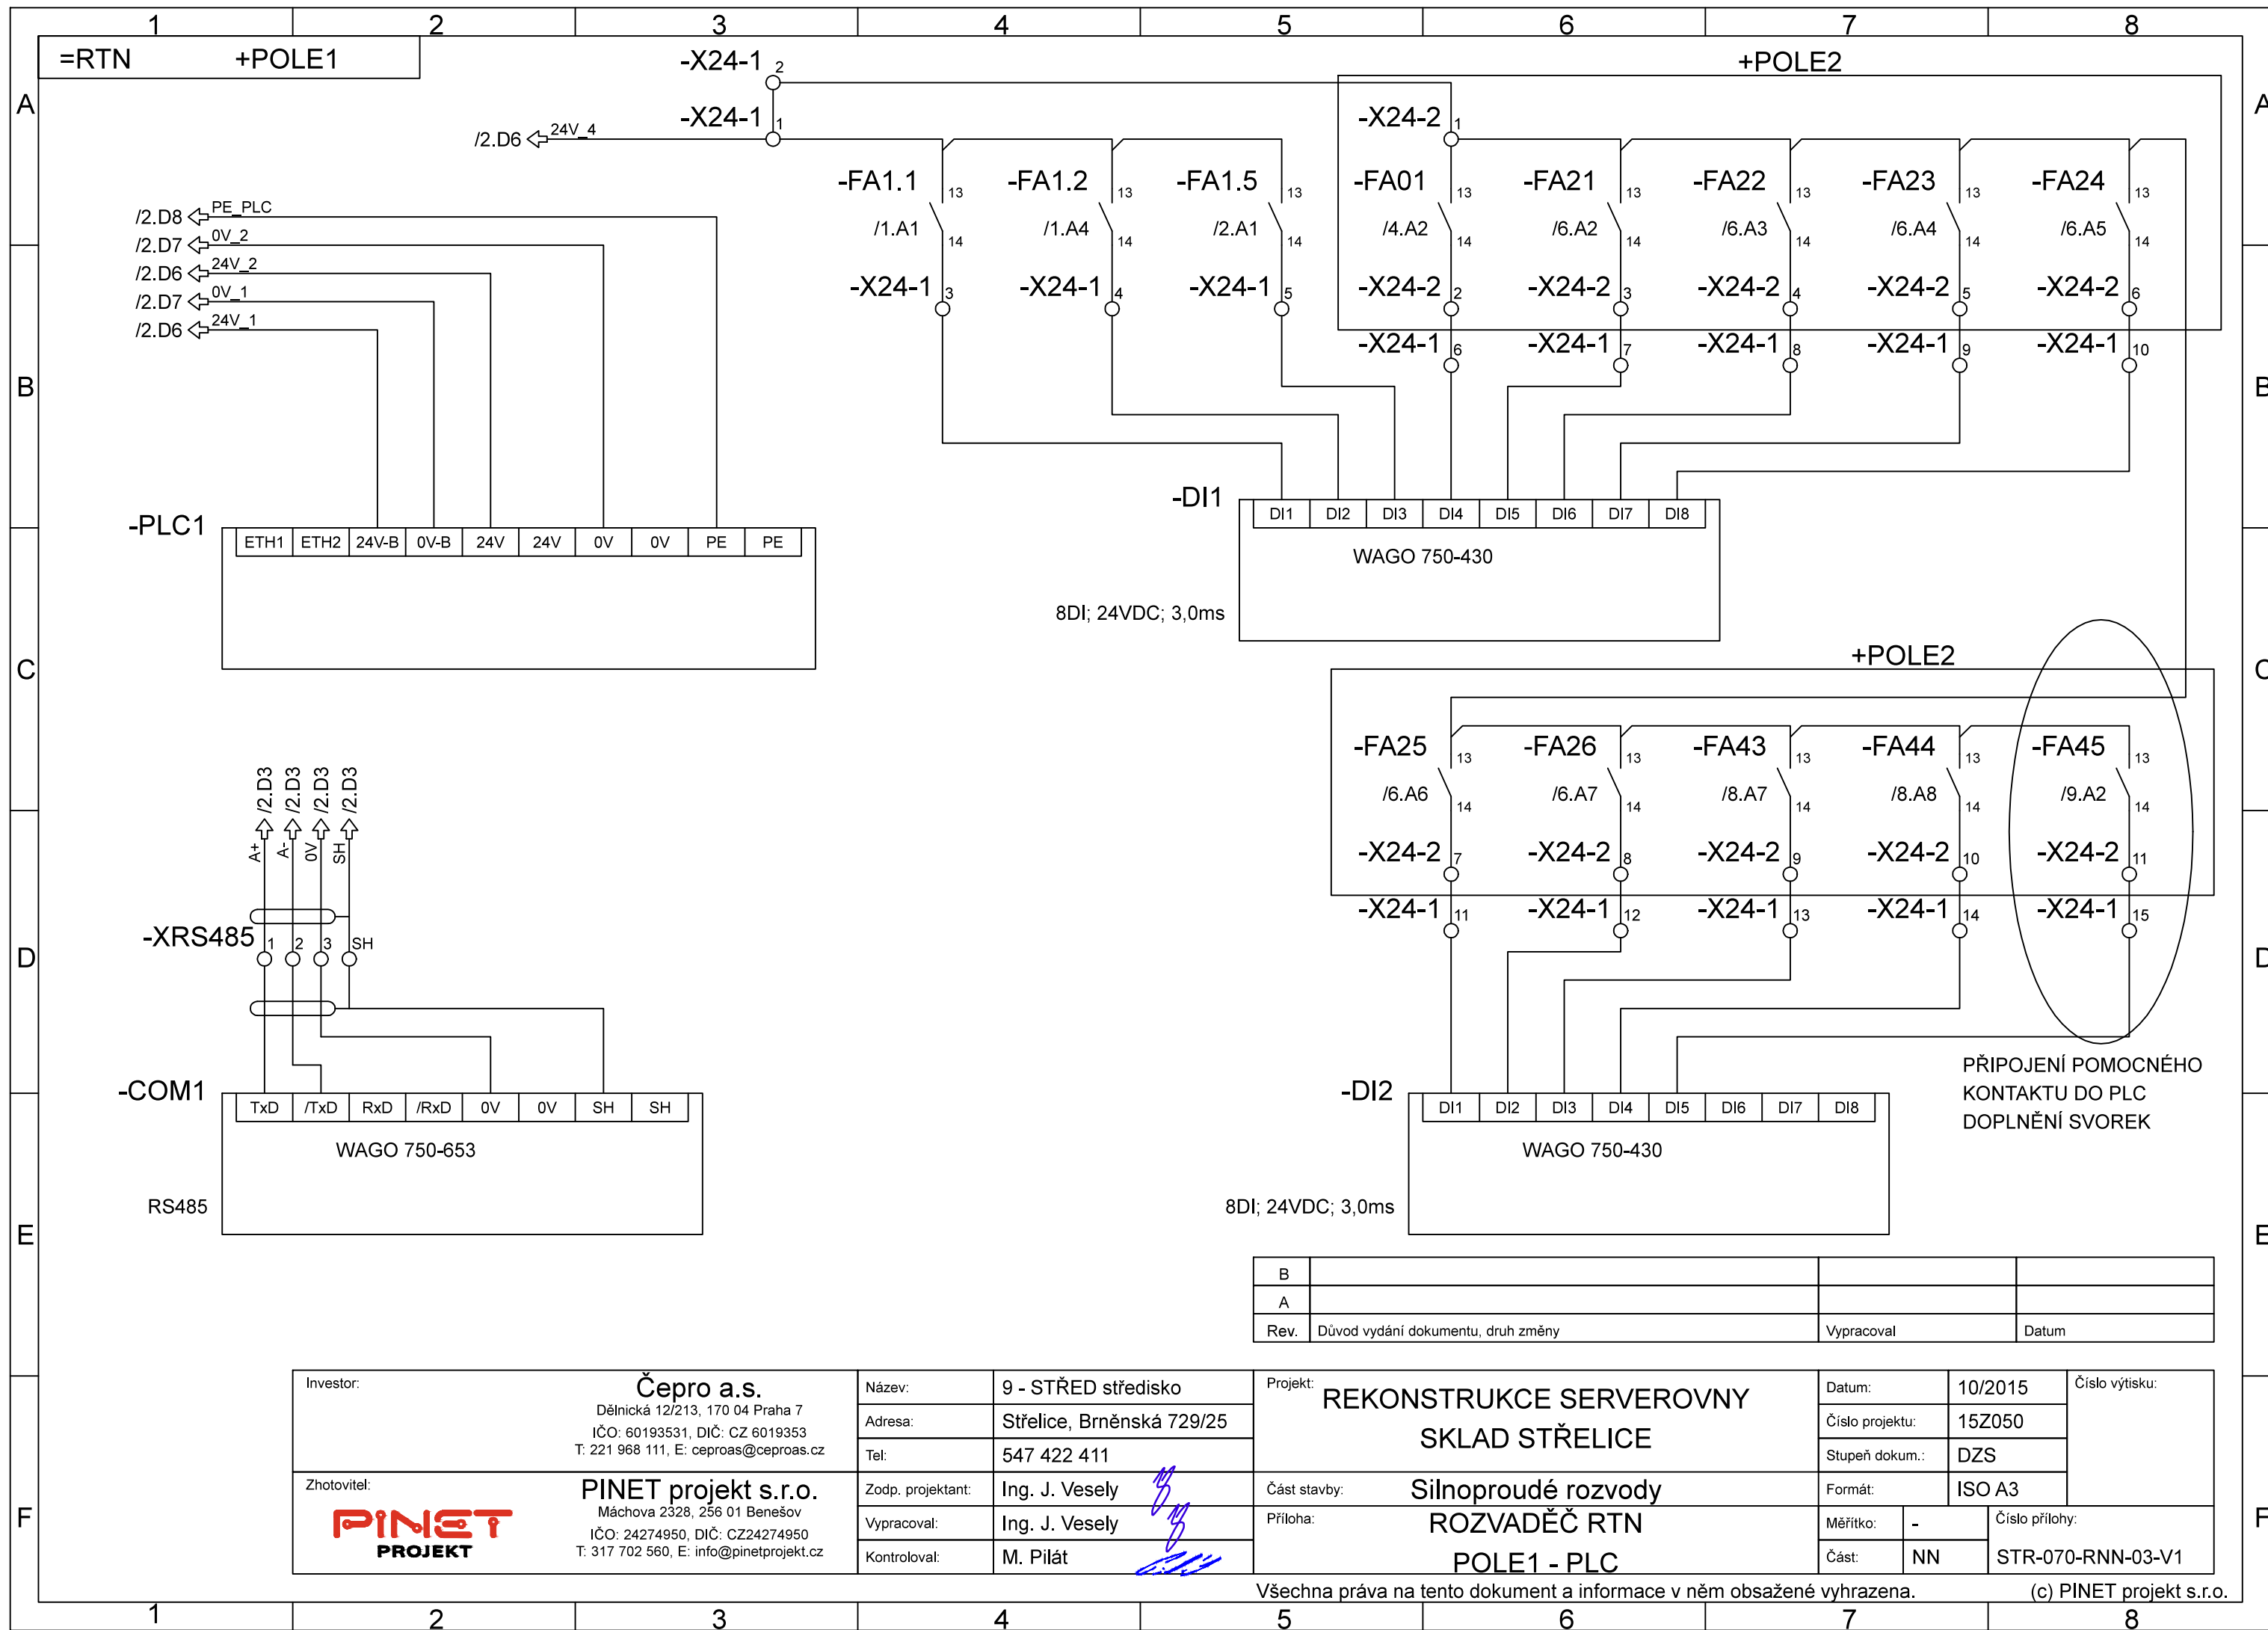 1 2 3 4 5 6 7 8
=RTN +POLE1
A A
B B
C C
D D
E E
F F
-X24-1 2
-X24-1 1
/2.D6 24V_4
+POLE2
-X24-2 1
-FA1.1 13 /1.A1 14
-FA1.2 13 /1.A4 14
-FA1.5 13 /2.A1 14
-FA01 13 /4.A2 14
-FA21 13 /6.A2 14
-FA22 13 /6.A3 14
-FA23 13 /6.A4 14
-FA24 13 /6.A5 14
/2.D8 PE_PLC
/2.D7 0V_2
/2.D6 24V_2
/2.D7 0V_1
/2.D6 24V_1
-X24-1 3
-X24-1 4
-X24-1 5
-X24-2 2
-X24-2 3
-X24-2 4
-X24-2 5
-X24-2 6
-X24-1 6
-X24-1 7
-X24-1 8
-X24-1 9
-X24-1 10
-DI1
DI1 DI2 DI3 DI4 DI5 DI6 DI7 DI8
WAGO 750-430
8DI; 24VDC; 3,0ms
-PLC1
ETH1 ETH2 24V-B 0V-B 24V 24V 0V 0V PE PE
+POLE2
-FA25 13 /6.A6 14
-FA26 13 /6.A7 14
-FA43 13 /8.A7 14
-FA44 13 /8.A8 14
-FA45 13 /9.A2 14
-X24-2 7
-X24-2 8
-X24-2 9
-X24-2 10
-X24-2 11
-X24-1 11
-X24-1 12
-X24-1 13
-X24-1 14
-X24-1 15
/2.D3 /2.D3 /2.D3 /2.D3
A+ A- 0V SH
-XRS485 1 2 3 SH
-COM1
TxD /TxD RxD /RxD 0V 0V SH SH
WAGO 750-653
RS485
-DI2
DI1 DI2 DI3 DI4 DI5 DI6 DI7 DI8
WAGO 750-430
8DI; 24VDC; 3,0ms
PŘIPOJENÍ POMOCNÉHO
KONTAKTU DO PLC
DOPLNĚNÍ SVOREK
B
A
Rev. Důvod vydání dokumentu, druh změny Vypracoval Datum
Investor:
Čepro a.s.
Dělnická 12/213, 170 04 Praha 7
IČO: 60193531, DIČ: CZ 6019353
T: 221 968 111, E: ceproas@ceproas.cz
Zhotovitel:
PINET
PROJEKT
PINET projekt s.r.o.
Máchova 2328, 256 01 Benešov
IČO: 24274950, DIČ: CZ24274950
T: 317 702 560, E: info@pinetprojekt.cz
Název: 9 - STŘED středisko
Adresa: Střelice, Brněnská 729/25
Tel: 547 422 411
Zodp. projektant: Ing. J. Vesely
Vypracoval: Ing. J. Vesely
Kontroloval: M. Pilát
Projekt: REKONSTRUKCE SERVEROVNY
SKLAD STŘELICE
Část stavby: Silnoproudé rozvody
Příloha: ROZVADĚČ RTN
POLE1 - PLC
Datum: 10/2015
Číslo projektu: 15Z050
Stupeň dokum.: DZS
Formát: ISO A3
Číslo výtisku:
Měřítko: -
Část: NN
Číslo přílohy:
STR-070-RNN-03-V1
Všechna práva na tento dokument a informace v něm obsažené vyhrazena. (c) PINET projekt s.r.o.
1 2 3 4 5 6 7 8